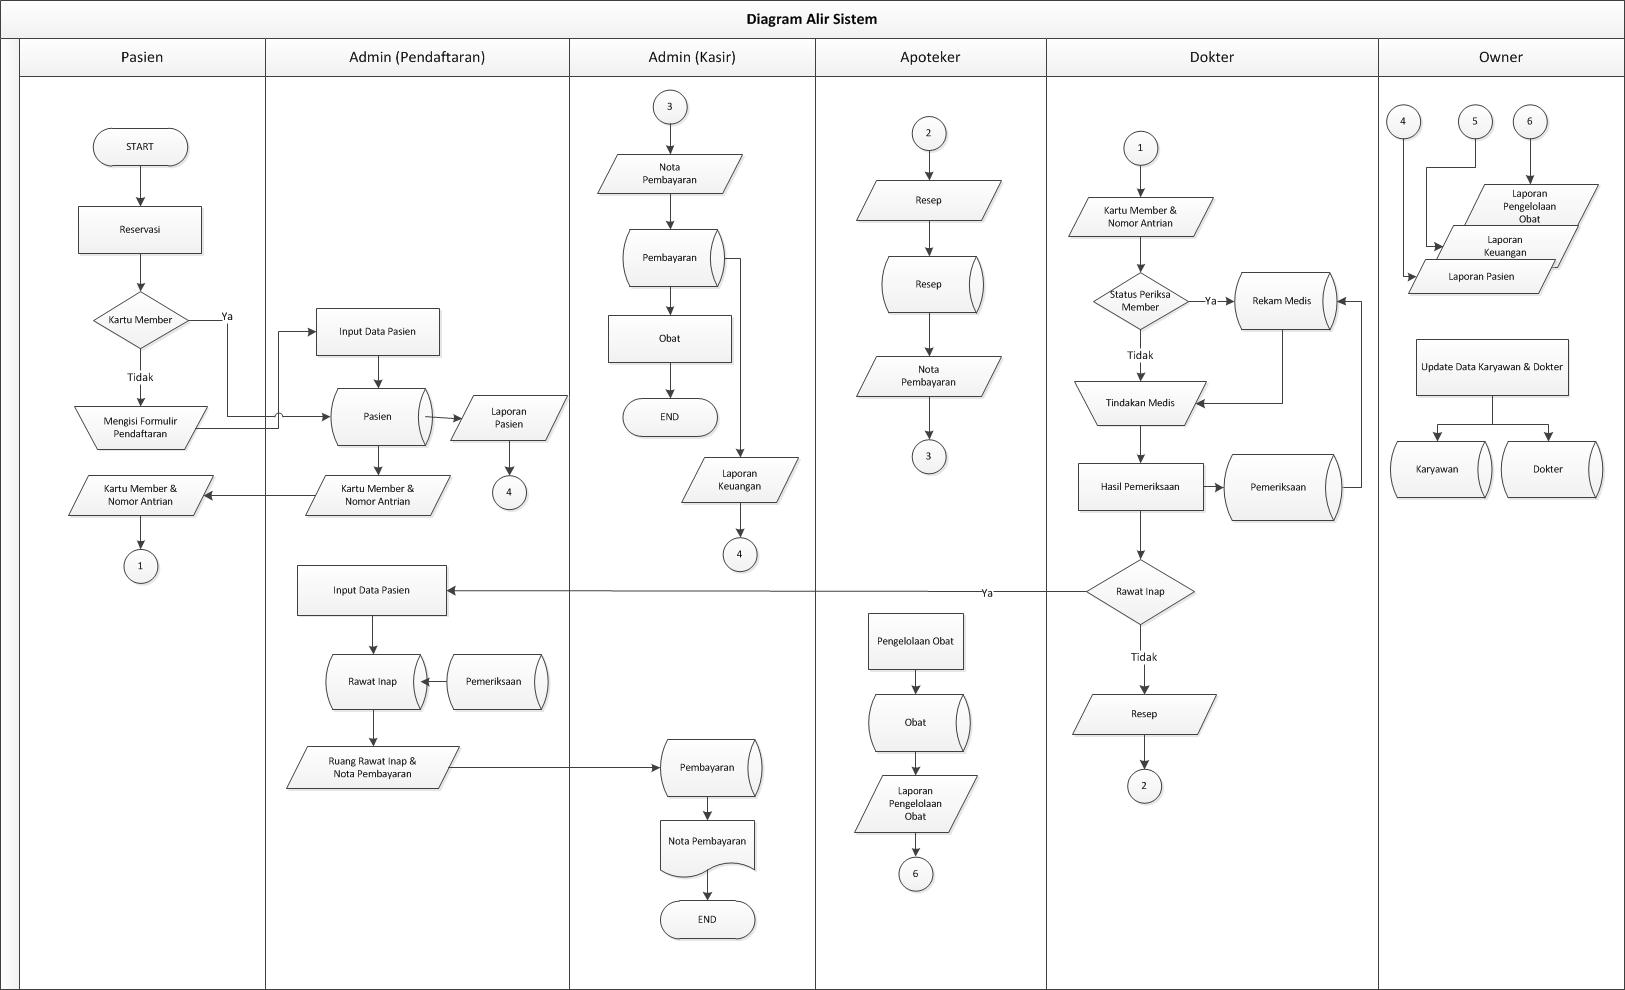 Diagram Alir Sistem
Pasien
Admin (Pendaftaran)
Admin (Kasir)
Apoteker
Dokter
Owner
START
Reservasi
Kartu Member
Ya
Tidak
Mengisi Formulir
Pendaftaran
Kartu Member &
Nomor Antrian
1
Input Data Pasien
Pasien
Laporan
Pasien
4
Kartu Member &
Nomor Antrian
Input Data Pasien
Rawat Inap
Pemeriksaan
Ruang Rawat Inap &
Nota Pembayaran
3
Nota
Pembayaran
Pembayaran
Obat
END
Laporan
Keuangan
4
Pembayaran
Nota Pembayaran
END
2
Resep
Resep
Nota
Pembayaran
3
Ya
Pengelolaan Obat
Obat
Laporan
Pengelolaan
Obat
6
1
Kartu Member &
Nomor Antrian
Status Periksa
Member
Ya
Rekam Medis
Tidak
Tindakan Medis
Hasil Pemeriksaan
Pemeriksaan
Rawat Inap
Tidak
Resep
2
4
5
6
Laporan
Pengelolaan
Obat
Laporan
Keuangan
Laporan Pasien
Update Data Karyawan & Dokter
Karyawan
Dokter